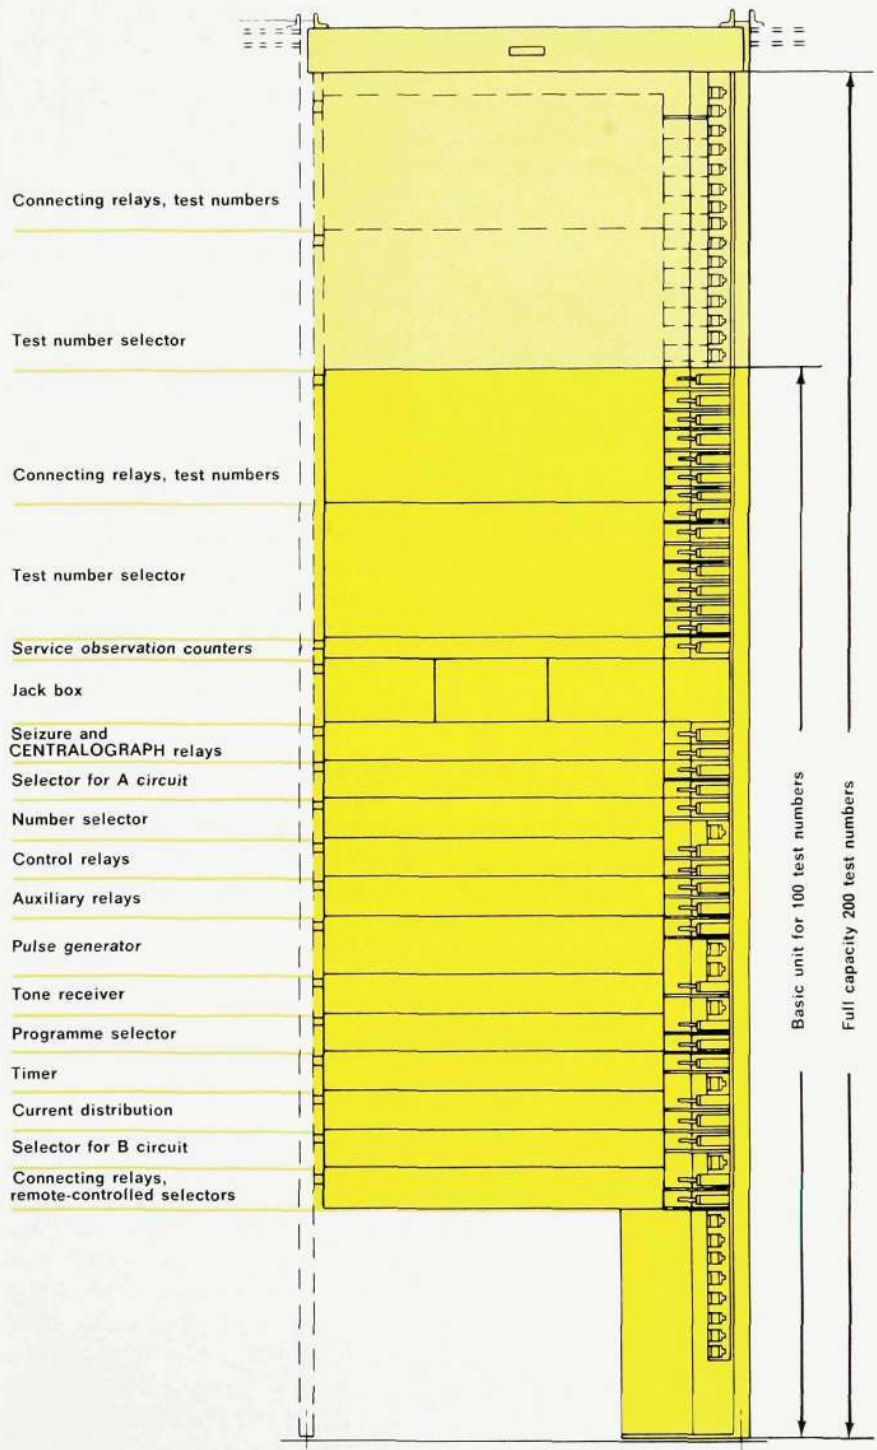 Connecting relays, test numbers
Test number selector
Connecting relays, test numbers
Test number selector
Service observation counters
Jack box
Seizure and
CENTRALOGRAPH relays
Selector for A circuit
Number selector
Control relays
Auxiliary relays
Pulse generator
Tone receiver
Programme selector
Timer
Current distribution
Selector for B circuit
Connecting relays,
remote-controlled selectors
Basic unit for 100 test numbers
Full capacity 200 test numbers